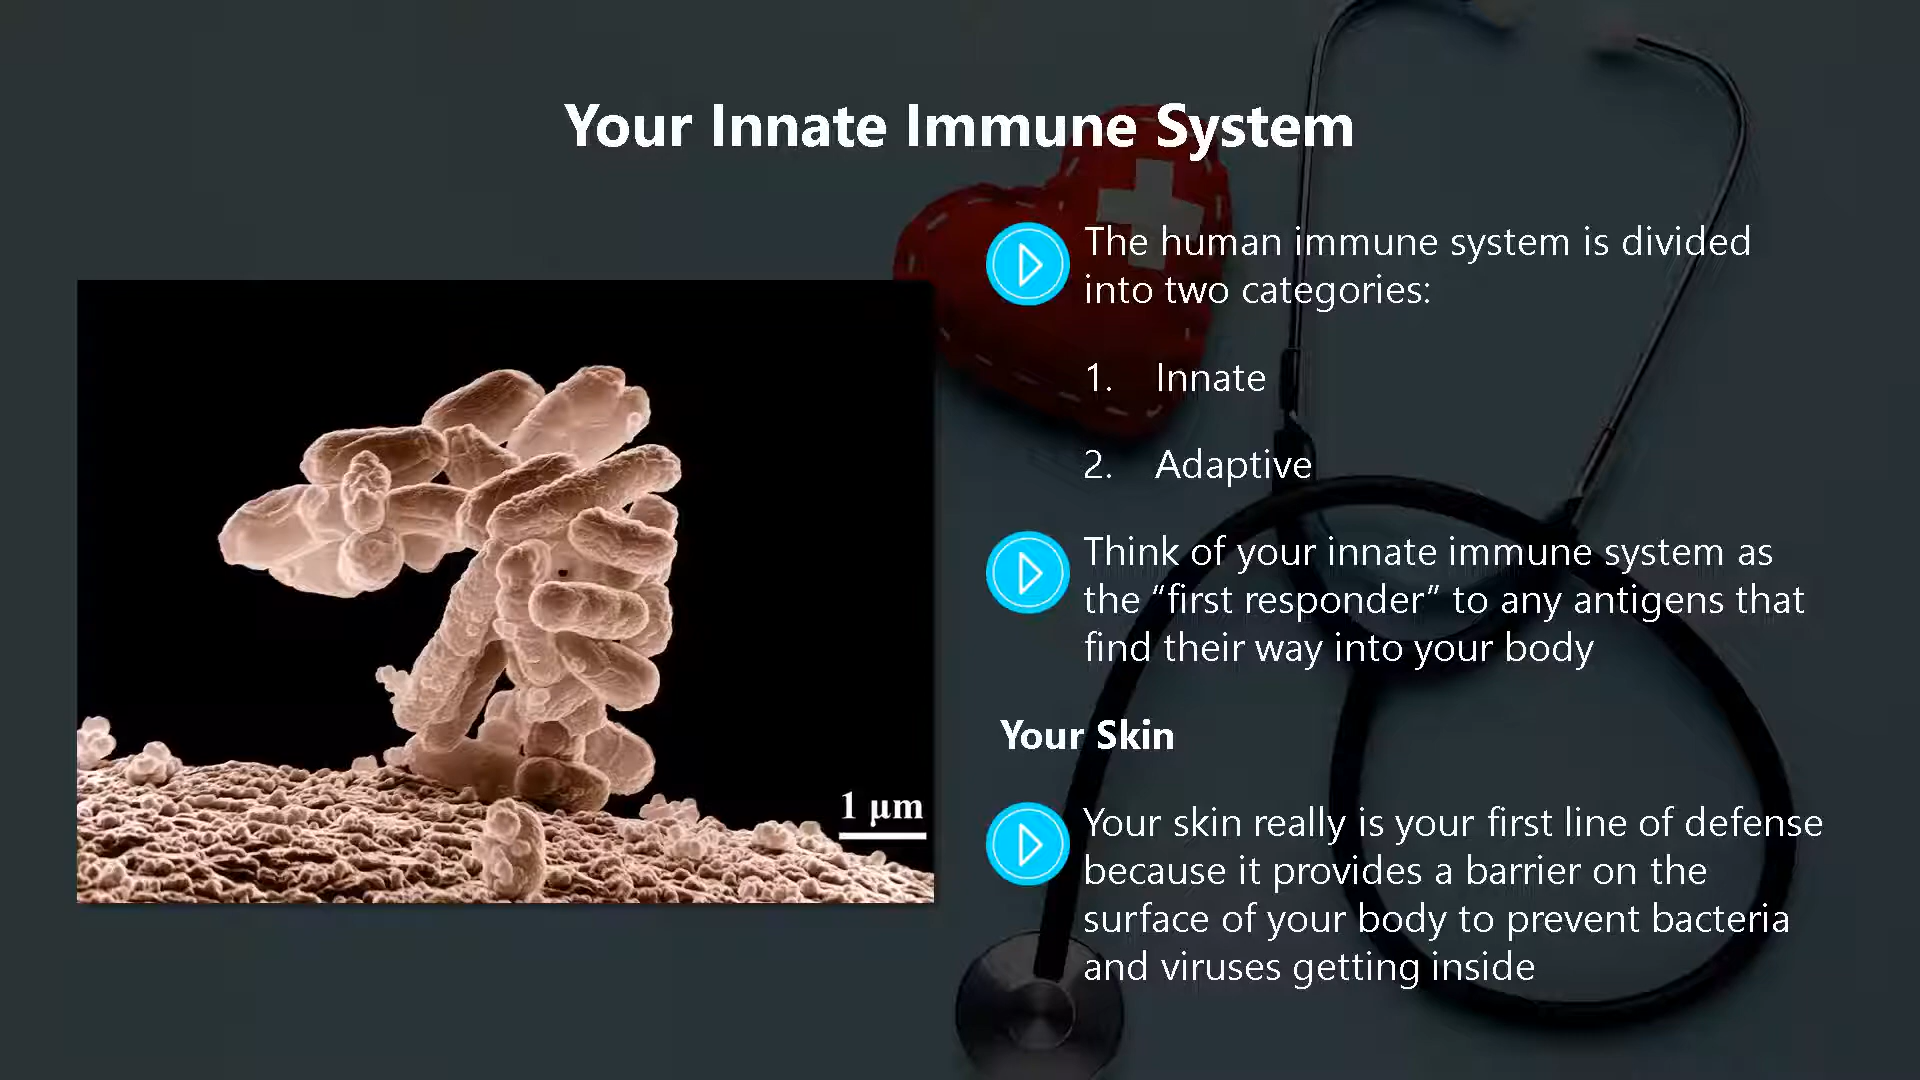 Your Innate Immune System
The human immune system is divided
into two categories:
1. Innate
2. Adaptive
Think of your innate immune system as
the “first responder” to any antigens that
find their way into your body
Your Skin
Your skin really is your first line of defense
because it provides a barrier on the
surface of your body to prevent bacteria
and viruses getting inside
1 µm